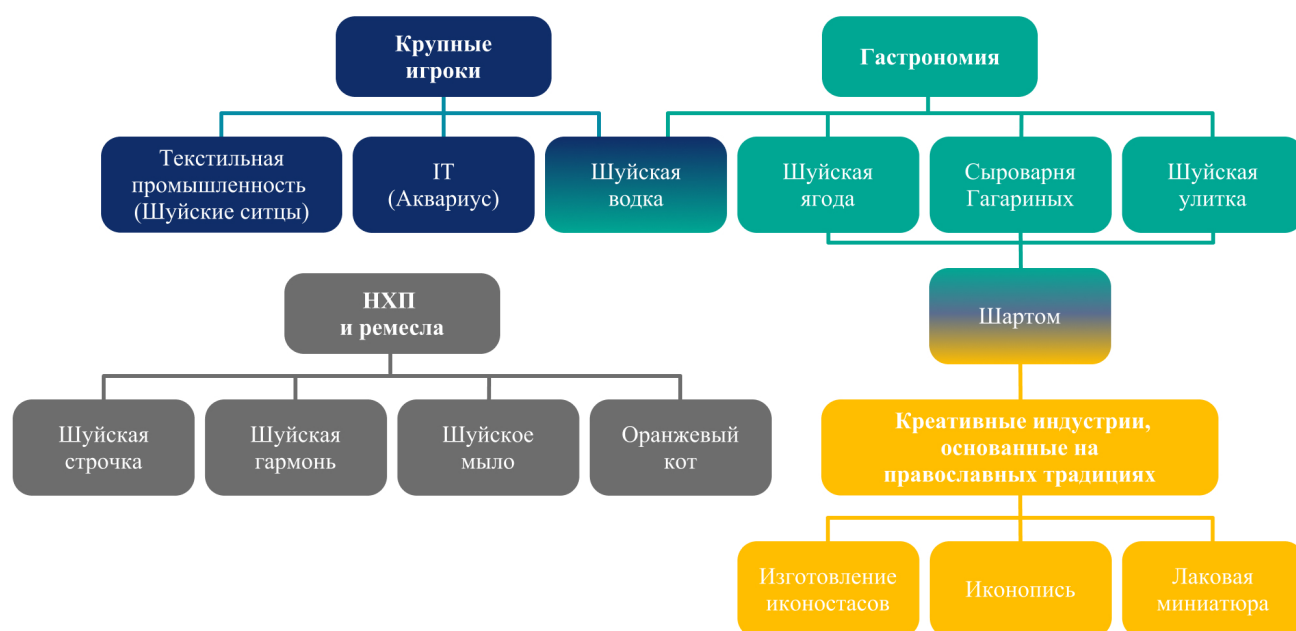 Крупные
игроки
Гастрономия
Текстильная
промышленность
(Шуйские ситцы)
IT
(Аквариус)
Шуйская
водка
Шуйская
ягода
Сыроварня
Гагариных
Шуйская
улитка
НХП
и ремесла
Шартом
Шуйская
строчка
Шуйская
гармонь
Шуйское
мыло
Оранжевый
кот
Креативные индустрии,
основанные на
православных традициях
Изготовление
иконостасов
Иконопись
Лаковая
миниатюра